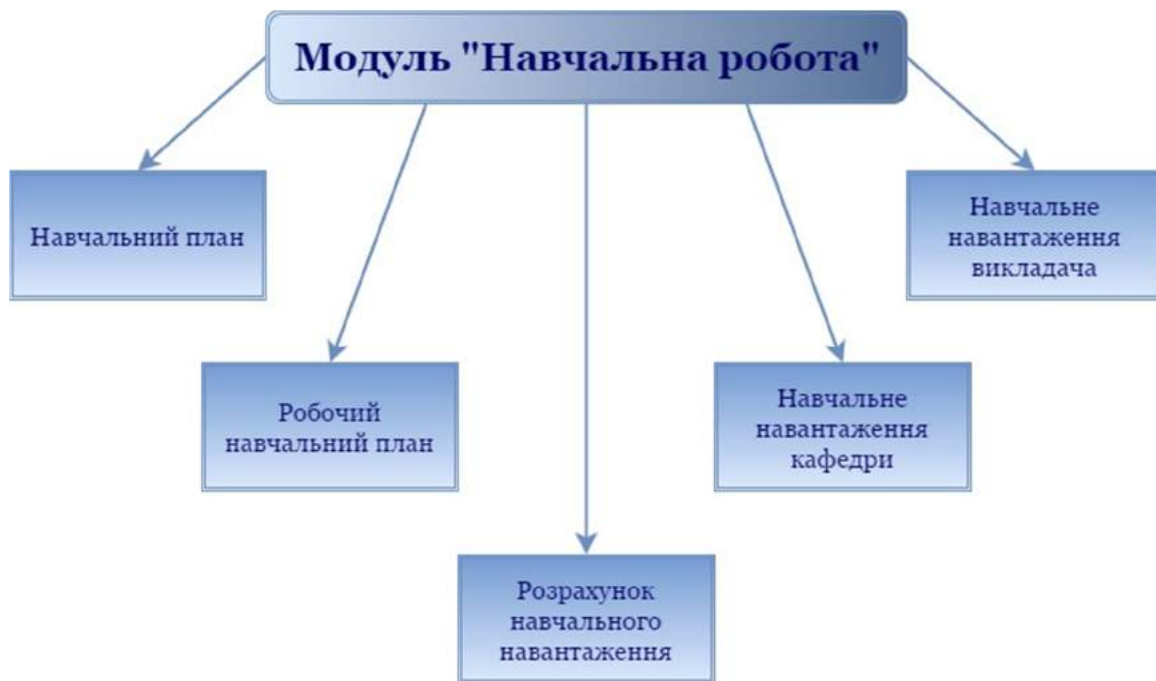 Модуль "Навчальна робота"
Навчальний план
Робочий
навчальний план
Розрахунок
навчального
навантаження
Навчальне
навантаження
кафедри
Навчальне
навантаження
викладача